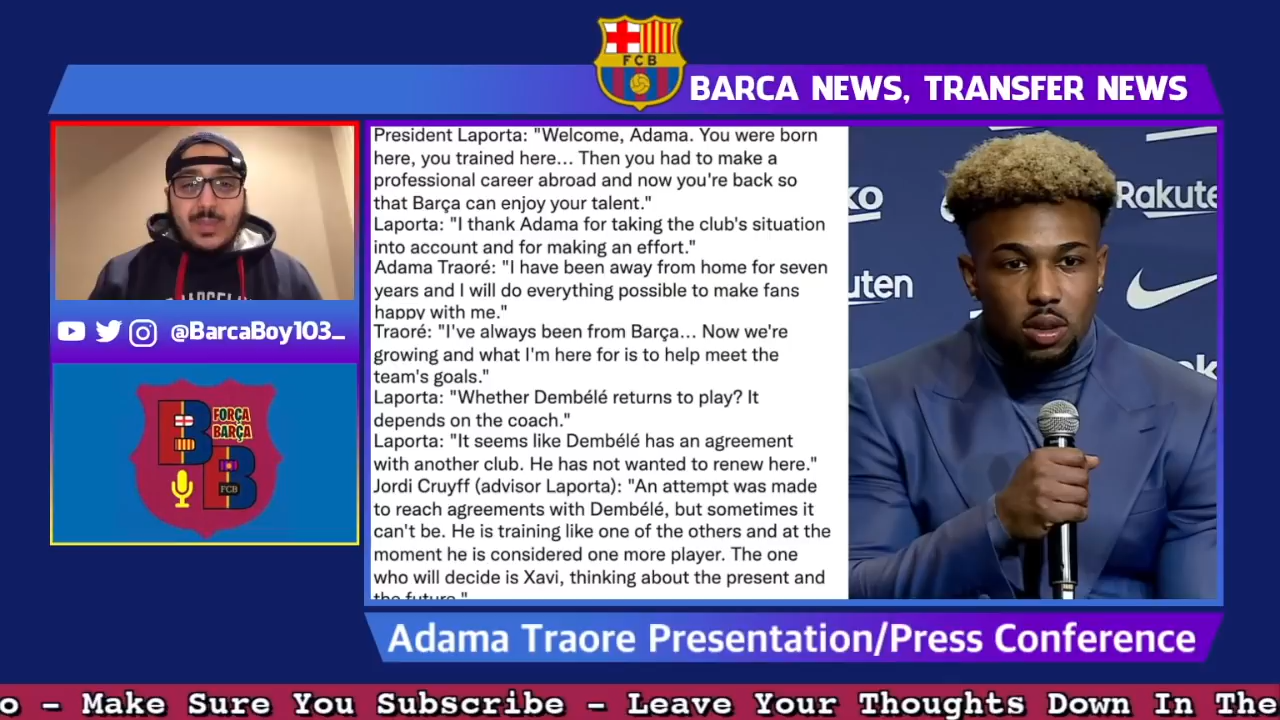 FCB
BARCA NEWS, TRANSFER NEWS
President Laporta: "Welcome, Adama. You were born
here, you trained here... Then you had to make a
professional career abroad and now you're back so
that Barça can enjoy your talent."
Laporta: "I thank Adama for taking the club's situation
into account and for making an effort."
Adama Traoré: "I have been away from home for seven
years and I will do everything possible to make fans
happy with me."
Traoré: "I've always been from Barça... Now we're
growing and what I'm here for is to help meet the
team's goals."
Laporta: "Whether Dembélé returns to play? It
depends on the coach."
Laporta: "It seems like Dembélé has an agreement
with another club. He has not wanted to renew here."
Jordi Cruyff (advisor Laporta): "An attempt was made
to reach agreements with Dembélé, but sometimes it
can't be. He is training like one of the others and at the
moment he is considered one more player. The one
who will decide is Xavi, thinking about the present and
the future."
ko
Rakute
uten
k
@BarcaBoy103_
B FORÇA
BARÇA
B
FCB
Adama Traore Presentation/Press Conference
o - Make Sure You Subscribe - Leave Your Thoughts Down In The